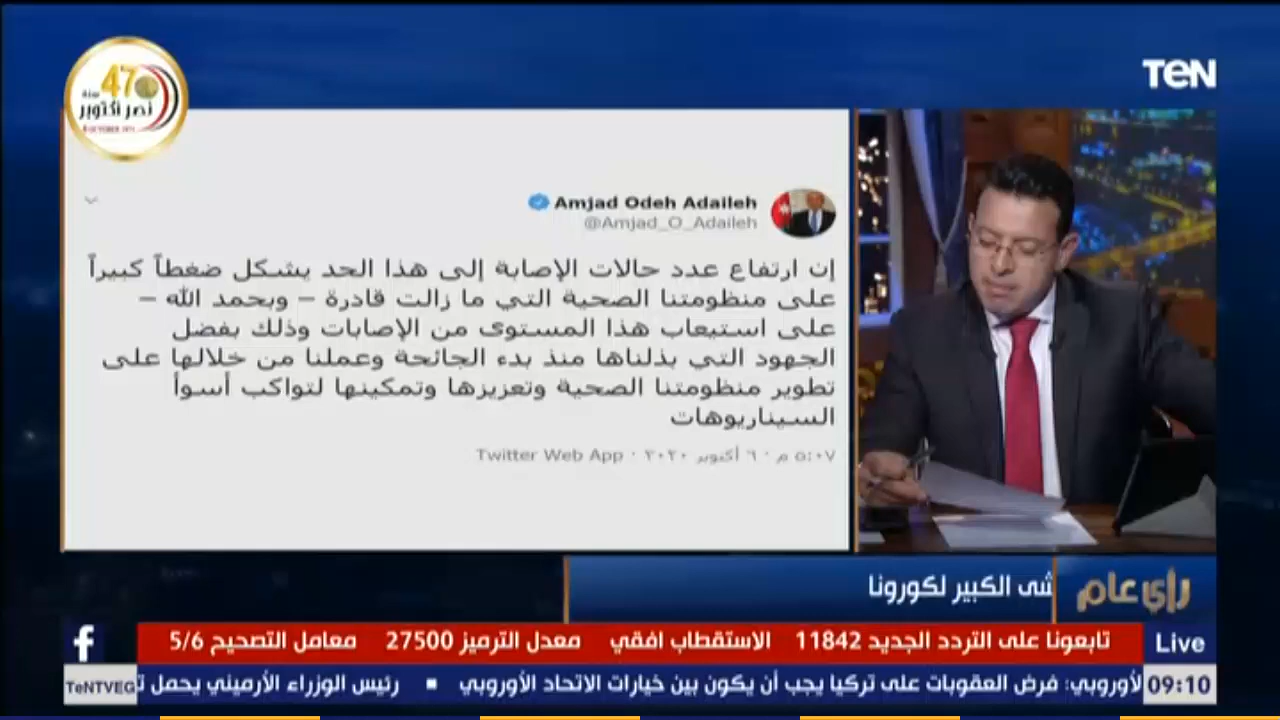 TEN
47
سنة
نصر أكتوبر
Amjad Odeh Adaileh
@Amjad_O_Adaileh
إن ارتفاع عدد حالات الإصابة إلى هذا الحد يشكل ضغطاً كبيراً
على منظومتنا الصحية التي ما زالت قادرة – وبحمد الله –
على استيعاب هذا المستوى من الإصابات وذلك بفضل
الجهود التي بذلناها منذ بدء الجائحة وعملنا من خلالها على
تطوير منظومتنا الصحية وتعزيزها وتمكينها لتواكب أسوأ
السيناريوهات
٥:٠٧ م · ٦ أكتوبر ٢٠٢٠ · Twitter Web App
رأي عام
شى الكبير لكورونا
Live
تابعونا على التردد الجديد 11842 الاستقطاب افقي معدل الترميز 27500 معامل التصحيح 5/6
f
09:10
لأوروبي: فرض العقوبات على تركيا يجب أن يكون بين خيارات الاتحاد الأوروبي ■ رئيس الوزراء الأرميني يحمل ت
TeNTVEG